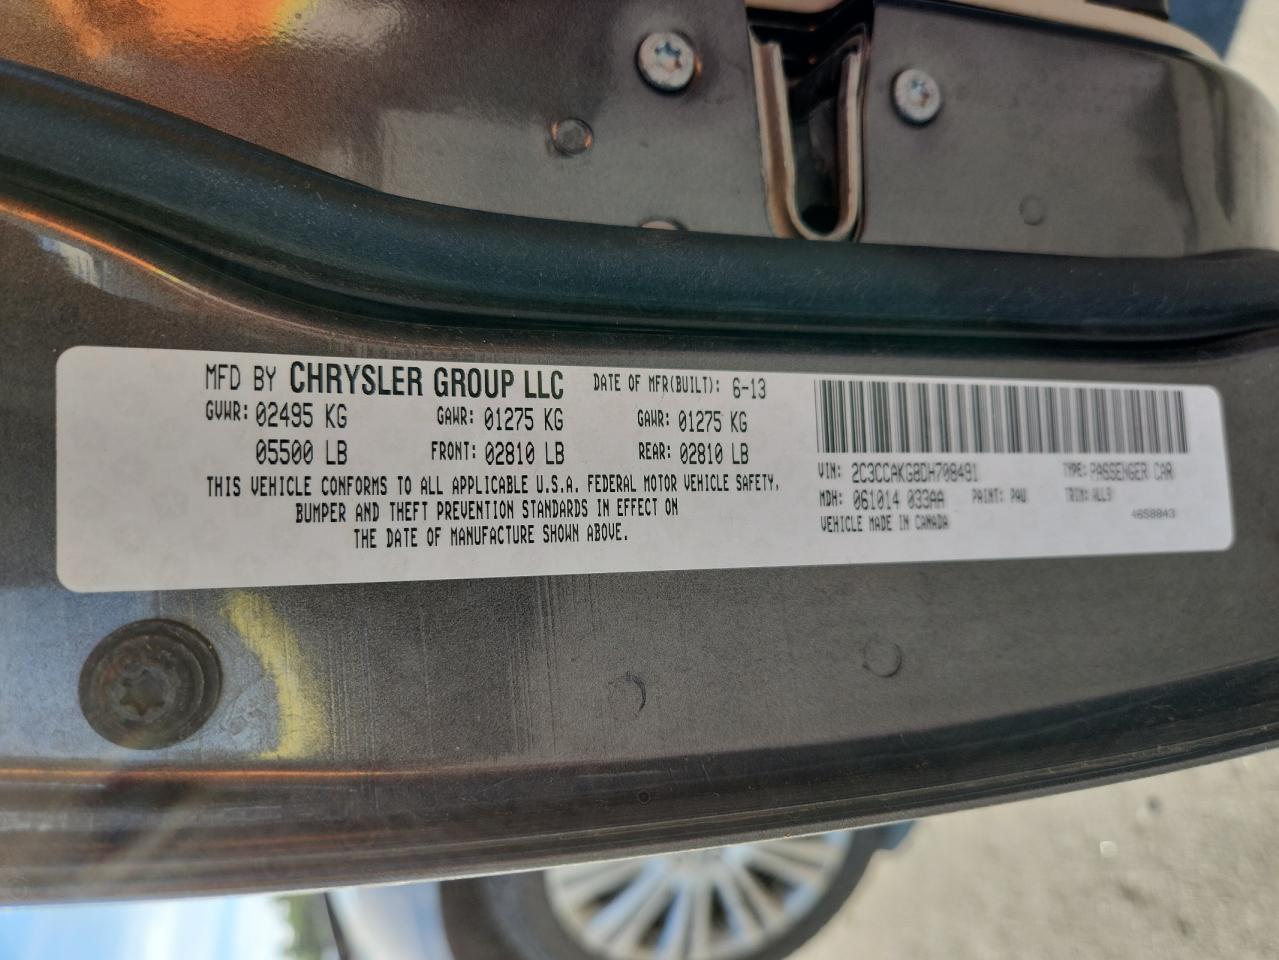 MFD BY CHRYSLER GROUP LLC DATE OF MFR(BUILT): 6-13
GVWR: 02495 KG GAWR: 01275 KG GAWR: 01275 KG
05500 LB FRONT: 02810 LB REAR: 02810 LB
THIS VEHICLE CONFORMS TO ALL APPLICABLE U.S.A. FEDERAL MOTOR VEHICLE SAFETY,
BUMPER AND THEFT PREVENTION STANDARDS IN EFFECT ON
THE DATE OF MANUFACTURE SHOWN ABOVE.
VIN: 2C3CCAKG8DH708491 TYPE: PASSENGER CAR
MDH: 061014 033AA PAINT: PAU TRIM: ALL9
VEHICLE MADE IN CANADA 4658843